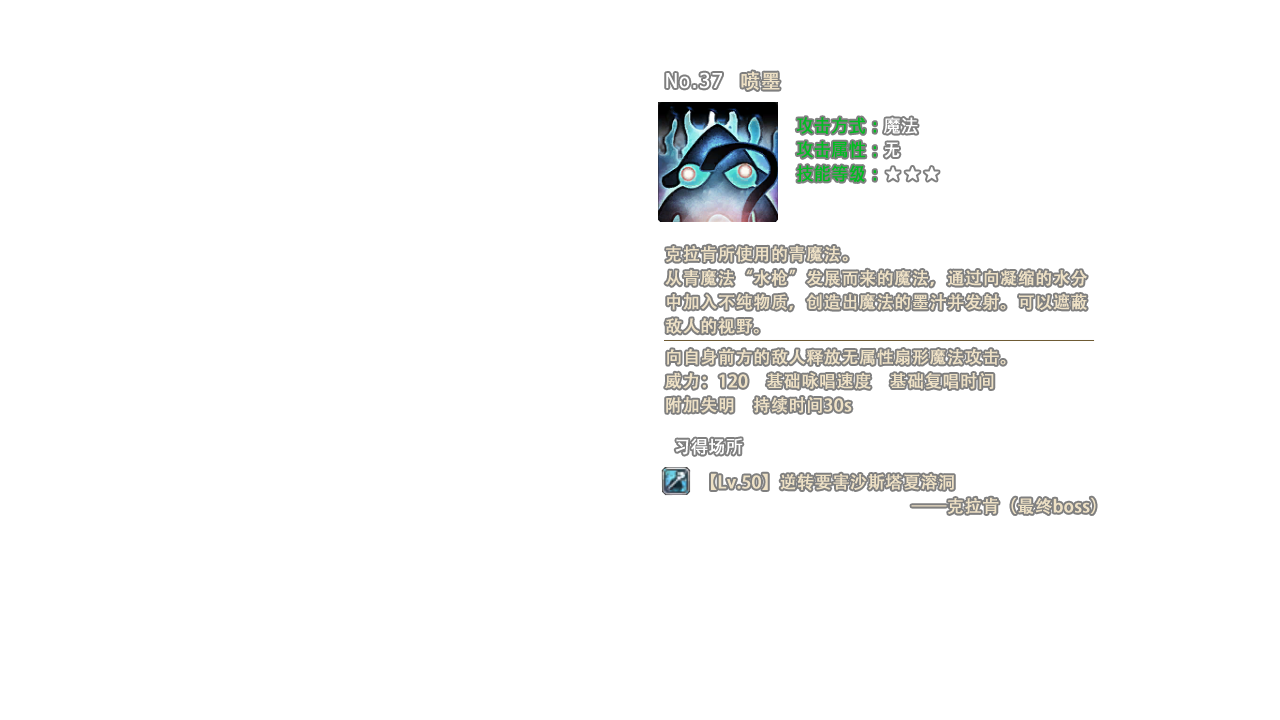 No.37 喷墨
攻击方式：魔法
攻击属性：无
技能等级：☆☆☆
克拉肯所使用的青魔法。
从青魔法“水枪”发展而来的魔法，通过向凝缩的水分
中加入不纯物质，创造出魔法的墨汁并发射。可以遮蔽
敌人的视野。
向自身前方的敌人释放无属性扇形魔法攻击。
威力：120 基础咏唱速度 基础复唱时间
附加失明 持续时间30s
习得场所
【Lv.50】逆转要害沙斯塔夏溶洞
——克拉肯（最终boss）